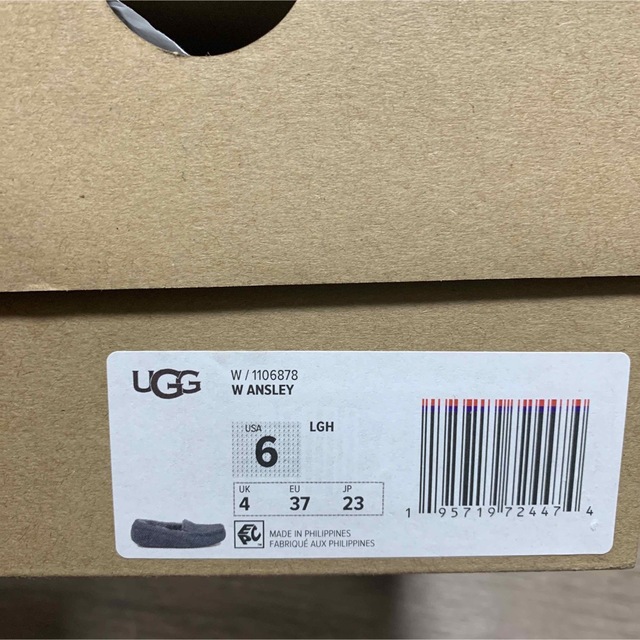 UGG
W / 1106878
W ANSLEY
USA
6
LGH
UK EU JP
4 37 23
MADE IN PHILIPPINES
FABRIQUÉ AUX PHILIPPINES
1 95719 72447 4